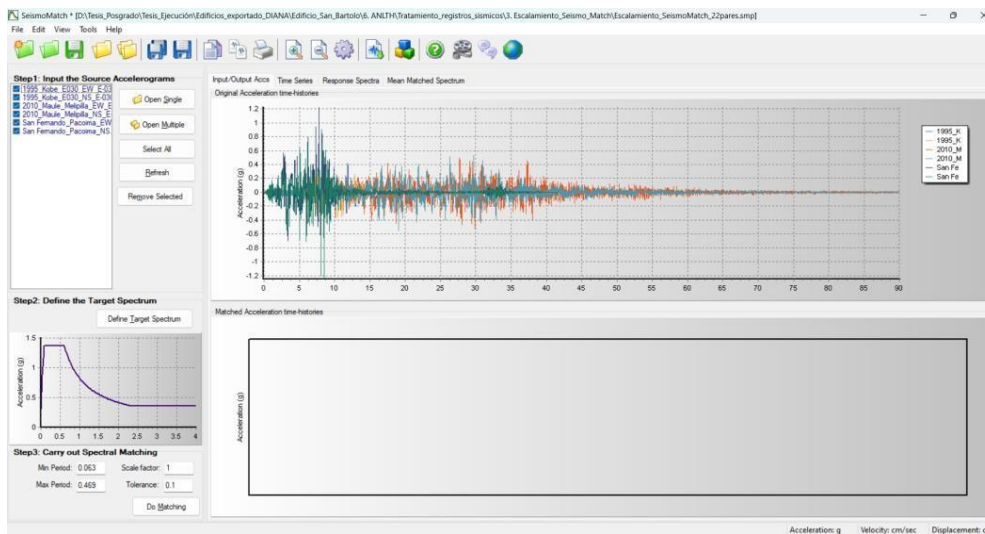 SeismoMatch * [D:\Tesis_Posgrado\Tesis_Ejecución\Edificios_exportado_DIANA\Edificio_San_Bartolo\6. ANLTH\Tratamiento_registros_sismicos\3. Escalamiento_Seismo_Match\Escalamiento_SeismoMatch_22pares.smp]
File Edit View Tools Help
Step1: Input the Source Accelerograms
1995_Kobe_E030_EW_E-03
1995_Kobe_E030_NS_E-030
2010_Maule_Melipilla_EW_E
2010_Maule_Melipilla_NS_E
San Fernando_Pacoima_EW
San Fernando_Pacoima_NS.
Open Single
Open Multiple
Select All
Refresh
Remove Selected
Step2: Define the Target Spectrum
Define Target Spectrum
1.5
1
0.5
0
Acceleration (g)
0 0.5 1 1.5 2 2.5 3 3.5 4
Step3: Carry out Spectral Matching
Min Period: 0.063 Scale factor: 1
Max Period: 0.469 Tolerance: 0.1
Do Matching
Input/Output Accs Time Series Response Spectra Mean Matched Spectrum
Original Acceleration time-histories
1.2
1
0.8
0.6
0.4
0.2
0
-0.2
-0.4
-0.6
-0.8
-1
-1.2
Acceleration (g)
0 5 10 15 20 25 30 35 40 45 50 55 60 65 70 75 80 85 90
1995_K
1995_K
2010_M
2010_M
San Fe
San Fe
Matched Acceleration time-histories
Acceleration (g)
Acceleration: g Velocity: cm/sec Displacement: c